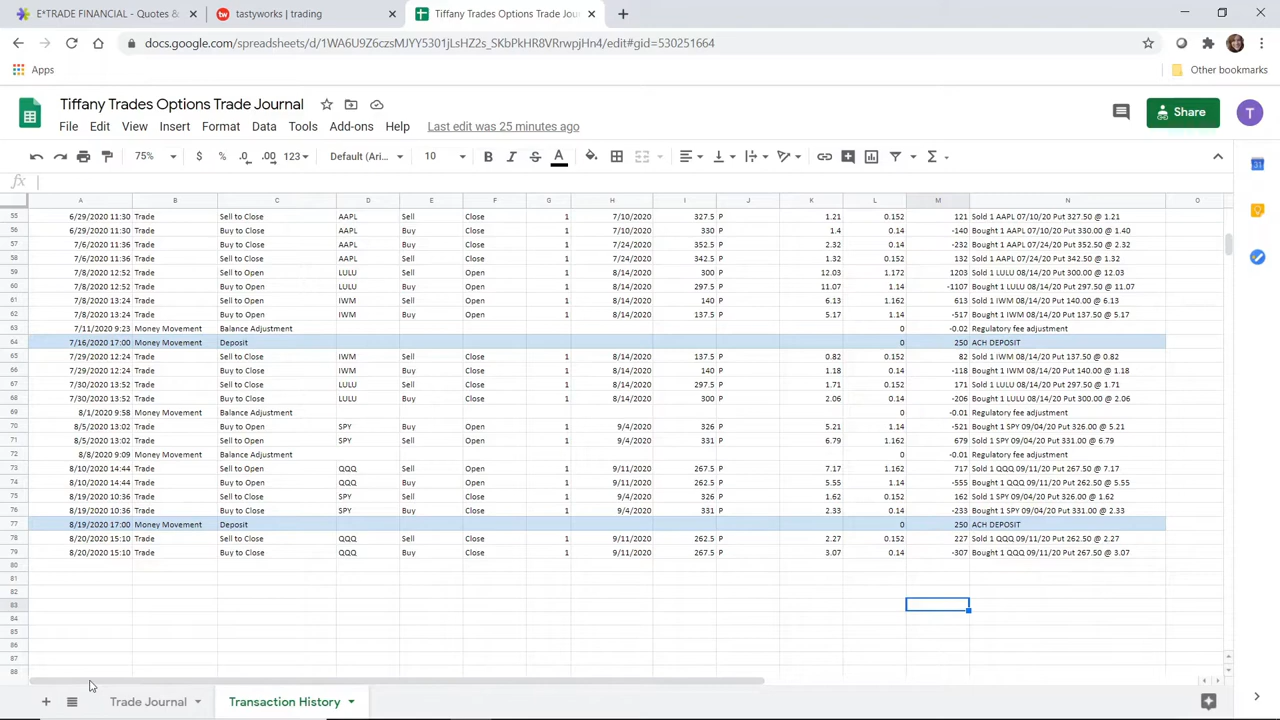 E*TRADE FINANCIAL - Quotes &
tastyworks | trading
Tiffany Trades Options Trade Jou
docs.google.com/spreadsheets/d/1WA6U9Z6czsMJYY5301jLsHZ2s_SKbPkHR8VRrwpjHn4/edit#gid=530251664
Apps
Other bookmarks
Tiffany Trades Options Trade Journal
Share
T
File Edit View Insert Format Data Tools Add-ons Help Last edit was 25 minutes ago
75% $ % .0 .00 123 Default (Ari... 10 B I S A Σ
fx
A B C D E F G H I J K L M N O
55 6/29/2020 11:30 Trade Sell to Close AAPL Sell Close 1 7/10/2020 327.5 P 1.21 0.152 121 Sold 1 AAPL 07/10/20 Put 327.50 @ 1.21
56 6/29/2020 11:30 Trade Buy to Close AAPL Buy Close 1 7/10/2020 330 P 1.4 0.14 -140 Bought 1 AAPL 07/10/20 Put 330.00 @ 1.40
57 7/6/2020 11:36 Trade Buy to Close AAPL Buy Close 1 7/24/2020 352.5 P 2.32 0.14 -232 Bought 1 AAPL 07/24/20 Put 352.50 @ 2.32
58 7/6/2020 11:36 Trade Sell to Close AAPL Sell Close 1 7/24/2020 342.5 P 1.32 0.152 132 Sold 1 AAPL 07/24/20 Put 342.50 @ 1.32
59 7/8/2020 12:52 Trade Sell to Open LULU Sell Open 1 8/14/2020 300 P 12.03 1.172 1203 Sold 1 LULU 08/14/20 Put 300.00 @ 12.03
60 7/8/2020 12:52 Trade Buy to Open LULU Buy Open 1 8/14/2020 297.5 P 11.07 1.14 -1107 Bought 1 LULU 08/14/20 Put 297.50 @ 11.07
61 7/8/2020 13:24 Trade Sell to Open IWM Sell Open 1 8/14/2020 140 P 6.13 1.162 613 Sold 1 IWM 08/14/20 Put 140.00 @ 6.13
62 7/8/2020 13:24 Trade Buy to Open IWM Buy Open 1 8/14/2020 137.5 P 5.17 1.14 -517 Bought 1 IWM 08/14/20 Put 137.50 @ 5.17
63 7/11/2020 9:23 Money Movement Balance Adjustment 0 -0.02 Regulatory fee adjustment
64 7/16/2020 17:00 Money Movement Deposit 0 250 ACH DEPOSIT
65 7/29/2020 12:24 Trade Sell to Close IWM Sell Close 1 8/14/2020 137.5 P 0.82 0.152 82 Sold 1 IWM 08/14/20 Put 137.50 @ 0.82
66 7/29/2020 12:24 Trade Buy to Close IWM Buy Close 1 8/14/2020 140 P 1.18 0.14 -118 Bought 1 IWM 08/14/20 Put 140.00 @ 1.18
67 7/30/2020 13:52 Trade Sell to Close LULU Sell Close 1 8/14/2020 297.5 P 1.71 0.152 171 Sold 1 LULU 08/14/20 Put 297.50 @ 1.71
68 7/30/2020 13:52 Trade Buy to Close LULU Buy Close 1 8/14/2020 300 P 2.06 0.14 -206 Bought 1 LULU 08/14/20 Put 300.00 @ 2.06
69 8/1/2020 9:58 Money Movement Balance Adjustment 0 -0.01 Regulatory fee adjustment
70 8/5/2020 13:02 Trade Buy to Open SPY Buy Open 1 9/4/2020 326 P 5.21 1.14 -521 Bought 1 SPY 09/04/20 Put 326.00 @ 5.21
71 8/5/2020 13:02 Trade Sell to Open SPY Sell Open 1 9/4/2020 331 P 6.79 1.162 679 Sold 1 SPY 09/04/20 Put 331.00 @ 6.79
72 8/8/2020 9:09 Money Movement Balance Adjustment 0 -0.01 Regulatory fee adjustment
73 8/10/2020 14:44 Trade Sell to Open QQQ Sell Open 1 9/11/2020 267.5 P 7.17 1.162 717 Sold 1 QQQ 09/11/20 Put 267.50 @ 7.17
74 8/10/2020 14:44 Trade Buy to Open QQQ Buy Open 1 9/11/2020 262.5 P 5.55 1.14 -555 Bought 1 QQQ 09/11/20 Put 262.50 @ 5.55
75 8/19/2020 10:36 Trade Sell to Close SPY Sell Close 1 9/4/2020 326 P 1.62 0.152 162 Sold 1 SPY 09/04/20 Put 326.00 @ 1.62
76 8/19/2020 10:36 Trade Buy to Close SPY Buy Close 1 9/4/2020 331 P 2.33 0.14 -233 Bought 1 SPY 09/04/20 Put 331.00 @ 2.33
77 8/19/2020 17:00 Money Movement Deposit 0 250 ACH DEPOSIT
78 8/20/2020 15:10 Trade Sell to Close QQQ Sell Close 1 9/11/2020 262.5 P 2.27 0.152 227 Sold 1 QQQ 09/11/20 Put 262.50 @ 2.27
79 8/20/2020 15:10 Trade Buy to Close QQQ Buy Close 1 9/11/2020 267.5 P 3.07 0.14 -307 Bought 1 QQQ 09/11/20 Put 267.50 @ 3.07
80
81
82
83
84
85
86
87
88
Trade Journal
Transaction History
31